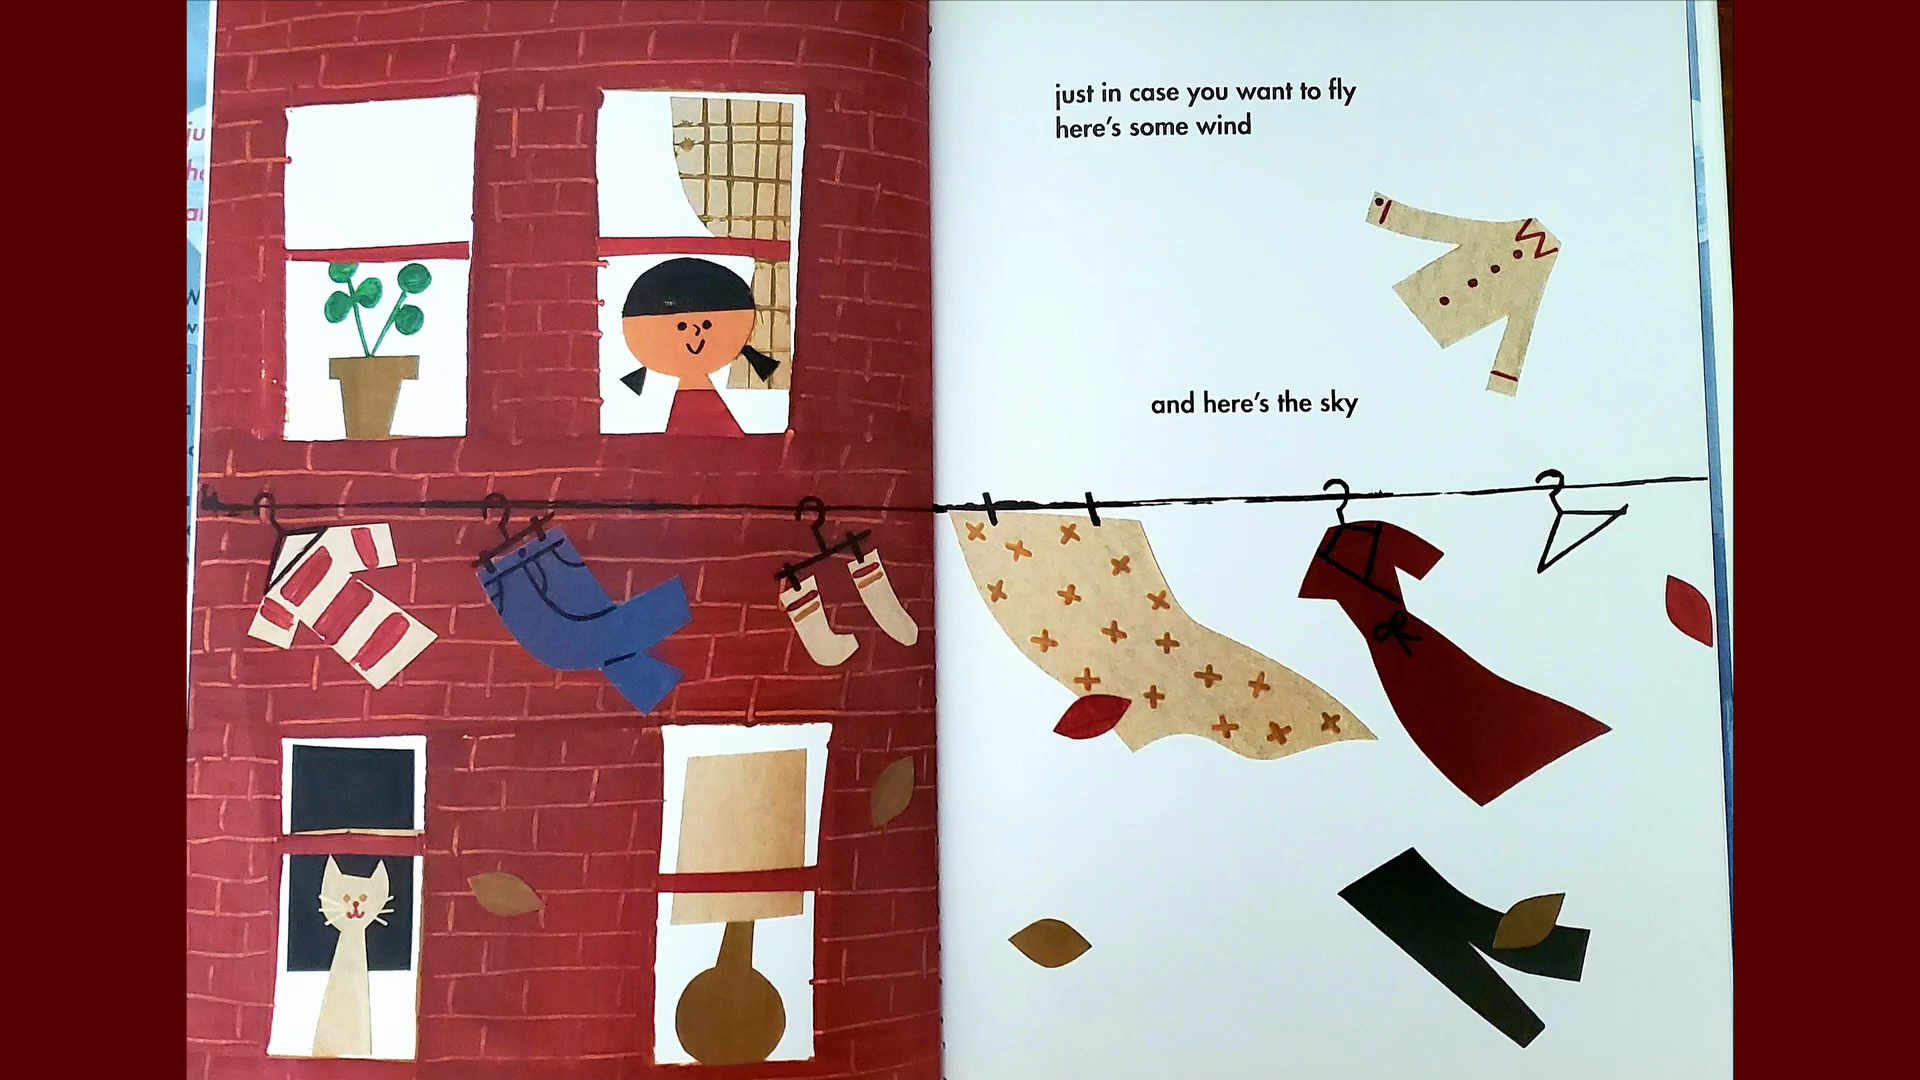 just in case you want to fly
here's some wind
and here's the sky